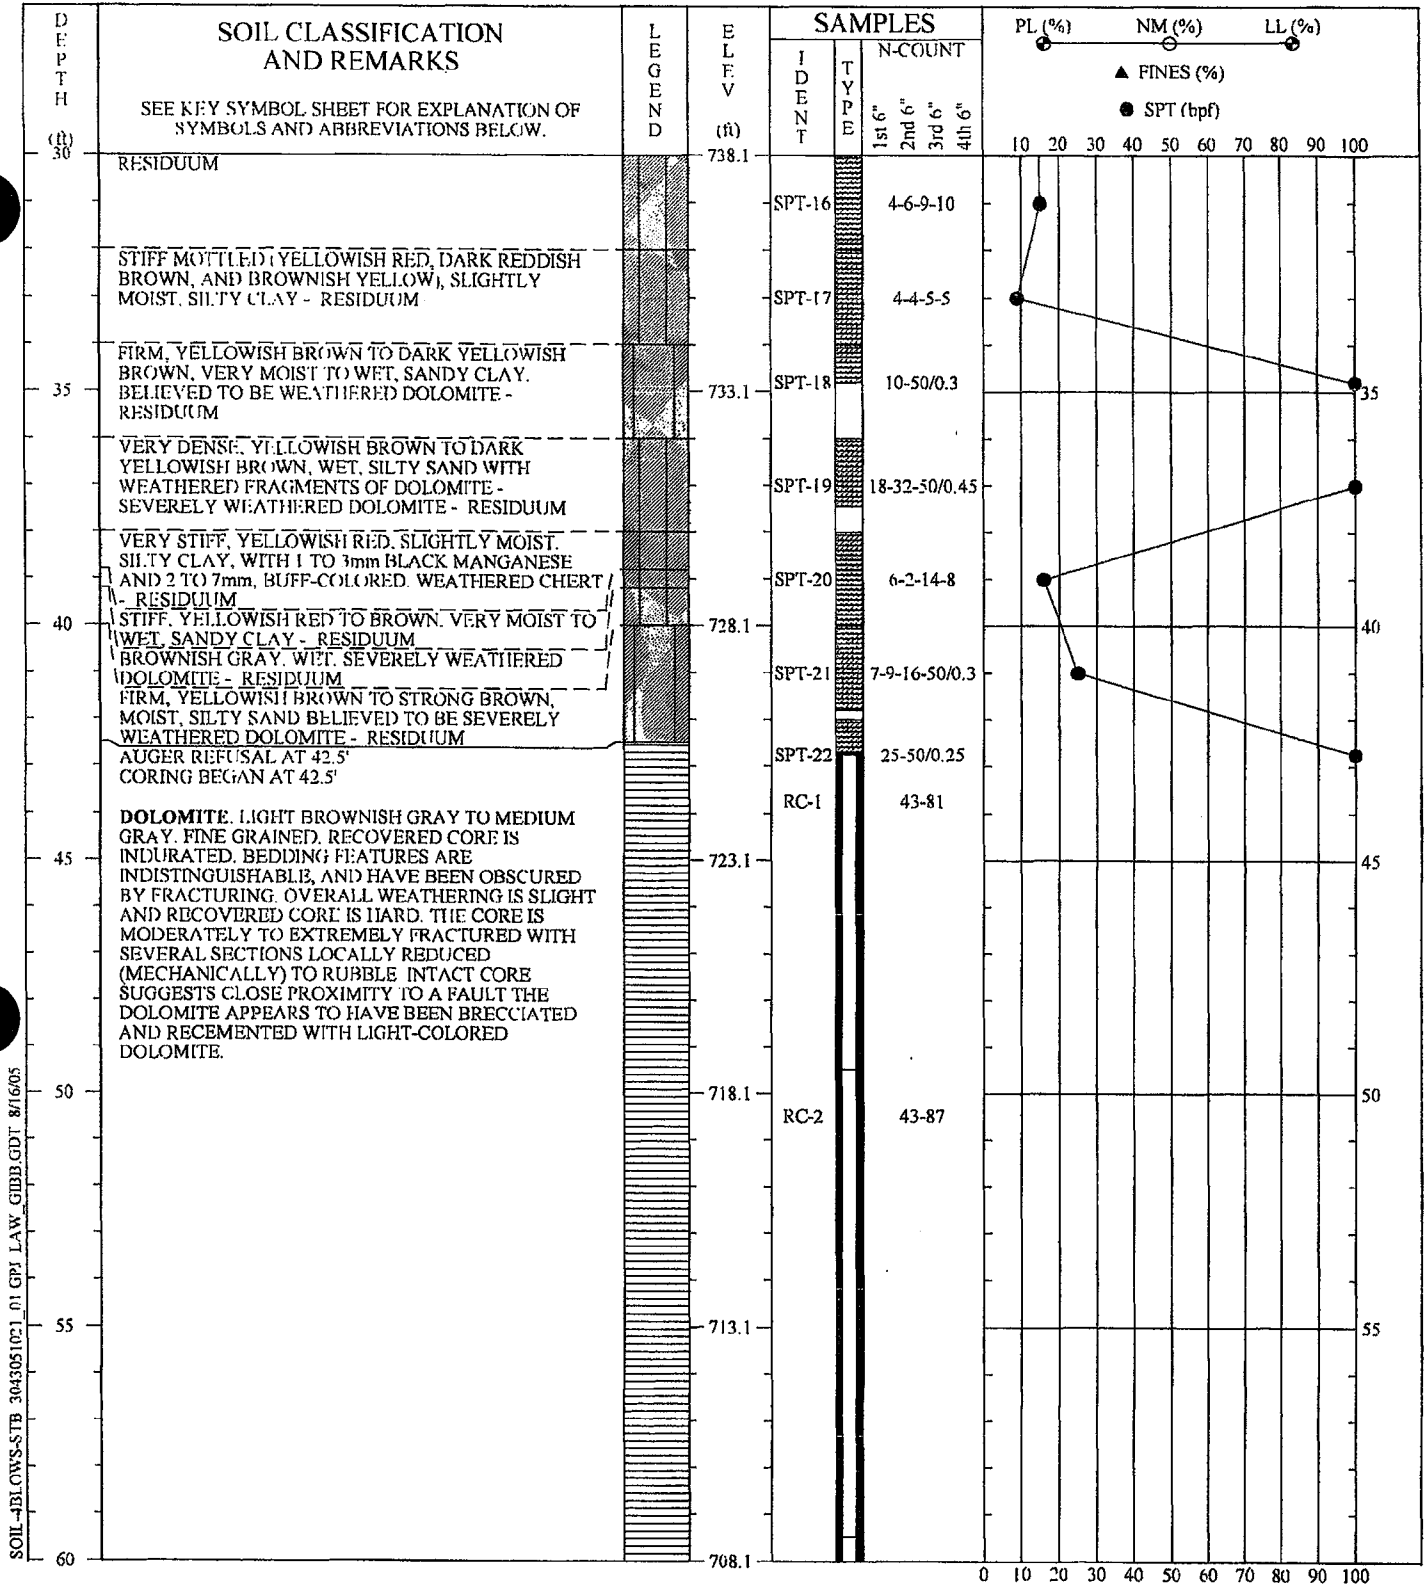 DEPTH
(ft)
SOIL CLASSIFICATION
AND REMARKS
SEE KEY SYMBOL SHEET FOR EXPLANATION OF
SYMBOLS AND ABBREVIATIONS BELOW.
LEGEND
ELEV
(ft)
SAMPLES
IDENT
TYPE
N-COUNT
1st 6"
2nd 6"
3rd 6"
4th 6"
PL (%)
NM (%)
LL (%)
▲ FINES (%)
● SPT (bpf)
10 20 30 40 50 60 70 80 90 100
30
RESIDUUM
738.1
SPT-16
4-6-9-10
STIFF MOTTLED (YELLOWISH RED, DARK REDDISH
BROWN, AND BROWNISH YELLOW), SLIGHTLY
MOIST, SILTY CLAY - RESIDUUM
SPT-17
4-4-5-5
FIRM, YELLOWISH BROWN TO DARK YELLOWISH
BROWN, VERY MOIST TO WET, SANDY CLAY.
BELIEVED TO BE WEATHERED DOLOMITE -
RESIDUUM
35
733.1
SPT-18
10-50/0.3
35
VERY DENSE, YELLOWISH BROWN TO DARK
YELLOWISH BROWN, WET, SILTY SAND WITH
WEATHERED FRAGMENTS OF DOLOMITE -
SEVERELY WEATHERED DOLOMITE - RESIDUUM
SPT-19
18-32-50/0.45
VERY STIFF, YELLOWISH RED, SLIGHTLY MOIST.
SILTY CLAY, WITH 1 TO 3mm BLACK MANGANESE
AND 2 TO 7mm, BUFF-COLORED. WEATHERED CHERT
- RESIDUUM
SPT-20
6-2-14-8
40
STIFF, YELLOWISH RED TO BROWN. VERY MOIST TO
WET, SANDY CLAY - RESIDUUM
728.1
40
BROWNISH GRAY. WET. SEVERELY WEATHERED
DOLOMITE - RESIDUUM
SPT-21
7-9-16-50/0.3
FIRM, YELLOWISH BROWN TO STRONG BROWN,
MOIST, SILTY SAND BELIEVED TO BE SEVERELY
WEATHERED DOLOMITE - RESIDUUM
AUGER REFUSAL AT 42.5'
CORING BEGAN AT 42.5'
SPT-22
25-50/0.25
RC-1
43-81
DOLOMITE. LIGHT BROWNISH GRAY TO MEDIUM
GRAY. FINE GRAINED. RECOVERED CORE IS
INDURATED. BEDDING FEATURES ARE
INDISTINGUISHABLE, AND HAVE BEEN OBSCURED
BY FRACTURING. OVERALL WEATHERING IS SLIGHT
AND RECOVERED CORE IS HARD. THE CORE IS
MODERATELY TO EXTREMELY FRACTURED WITH
SEVERAL SECTIONS LOCALLY REDUCED
(MECHANICALLY) TO RUBBLE INTACT CORE
SUGGESTS CLOSE PROXIMITY TO A FAULT THE
DOLOMITE APPEARS TO HAVE BEEN BRECCIATED
AND RECEMENTED WITH LIGHT-COLORED
DOLOMITE.
45
723.1
45
50
718.1
50
RC-2
43-87
55
713.1
55
60
708.1
0 10 20 30 40 50 60 70 80 90 100
SOIL-4BLOWS-STB 3043051021_01 GPJ LAW_GIBB.GDT 8/16/05